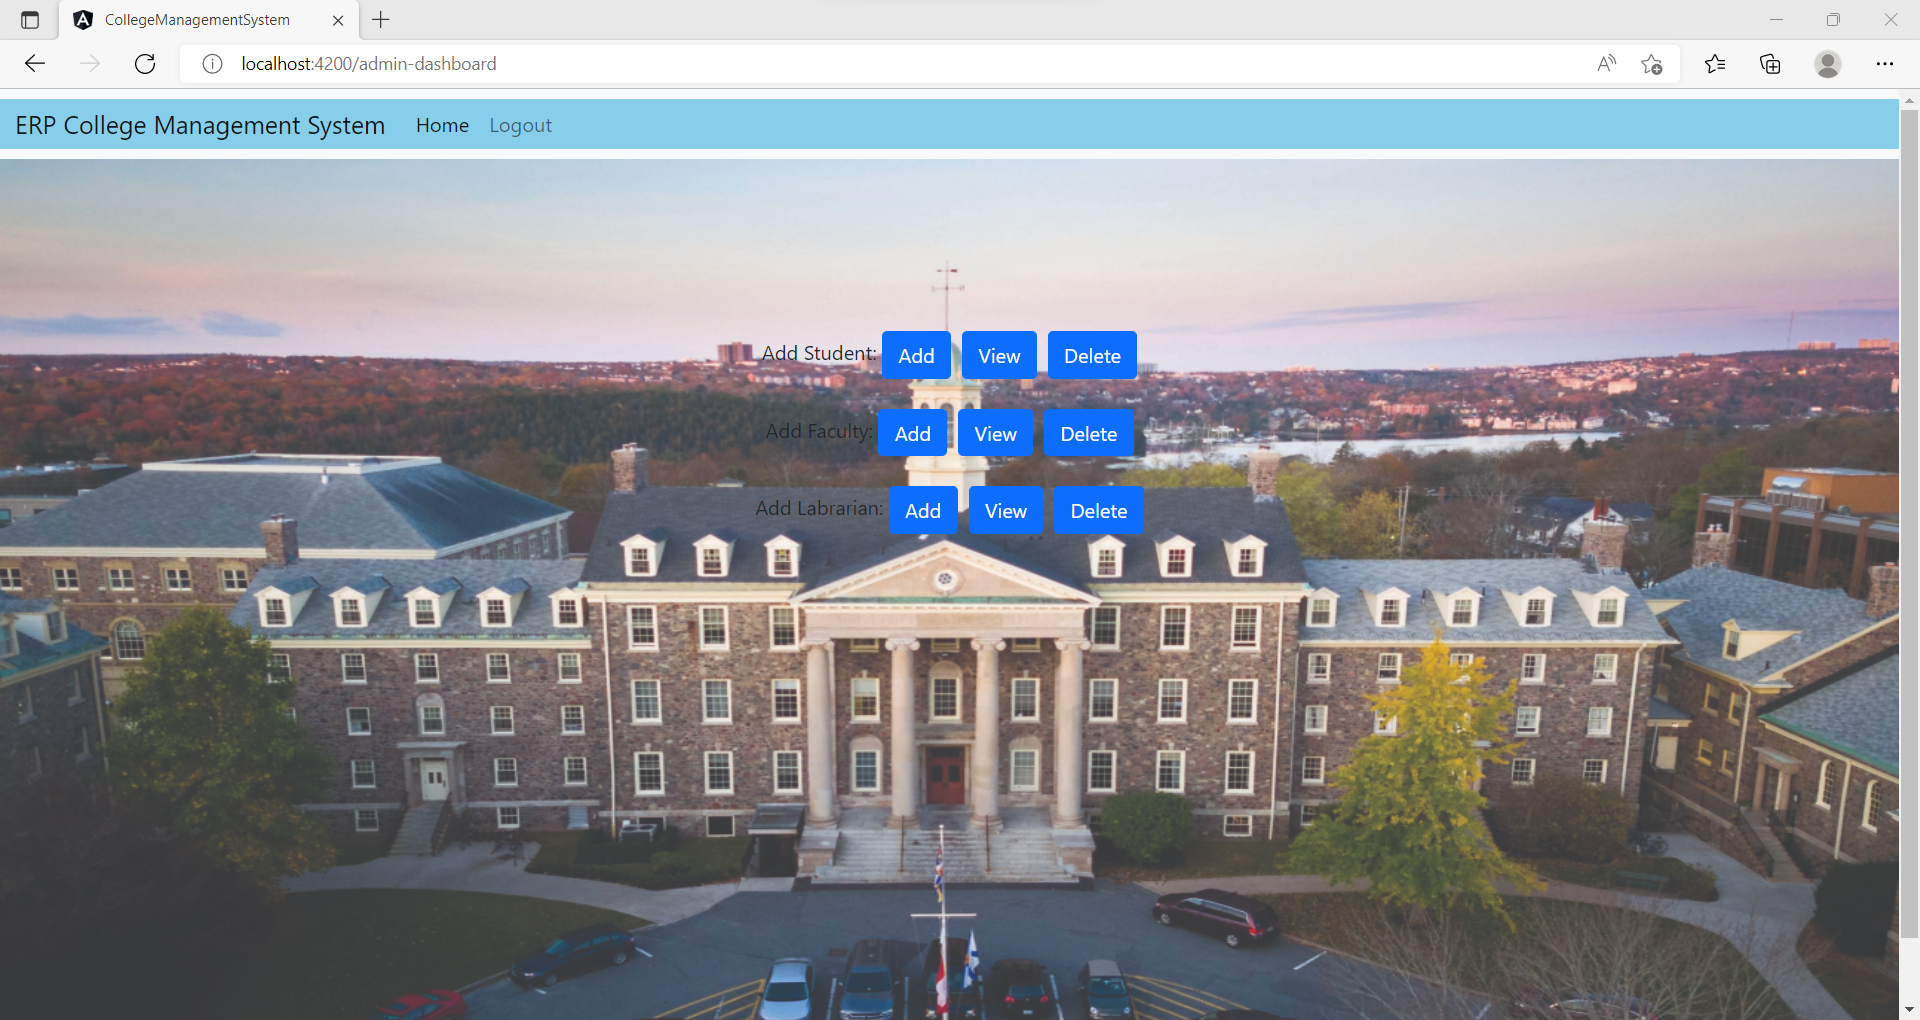 CollegeManagementSystem
localhost:4200/admin-dashboard
ERP College Management System Home Logout
Add Student: Add View Delete
Add Faculty: Add View Delete
Add Labrarian: Add View Delete